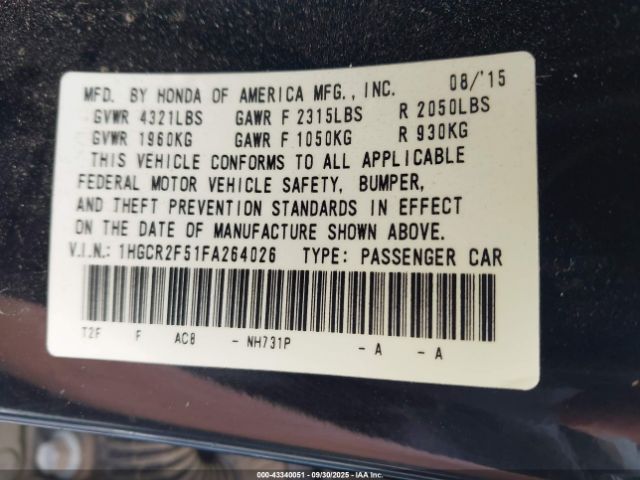 MFD. BY HONDA OF AMERICA MFG., INC. 08/'15
GVWR 4321LBS GAWR F 2315LBS R 2050LBS
GVWR 1960KG GAWR F 1050KG R 930KG
THIS VEHICLE CONFORMS TO ALL APPLICABLE
FEDERAL MOTOR VEHICLE SAFETY, BUMPER,
AND THEFT PREVENTION STANDARDS IN EFFECT
ON THE DATE OF MANUFACTURE SHOWN ABOVE.
V.I.N.: 1HGCR2F51FA264026 TYPE: PASSENGER CAR
T2F F AC8 - NH731P - A - A
000-43340051 - 09/30/2025 - IAA Inc.